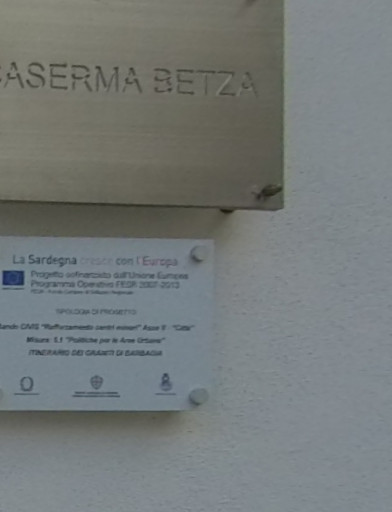 CASERMA BETZA
La Sardegna cresce con l'Europa
Progetto cofinanziato dall'Unione Europea
Programma Operativo FESR 2007-2013
TIPOLOGIA DI PROGETTO
Bando CIVIS "Rafforzamento centri minori" Asse V - "Città"
Misura 5.1 "Politiche per le Aree Urbane"
ITINERARIO DEI GRANITI DI BARBAGIA